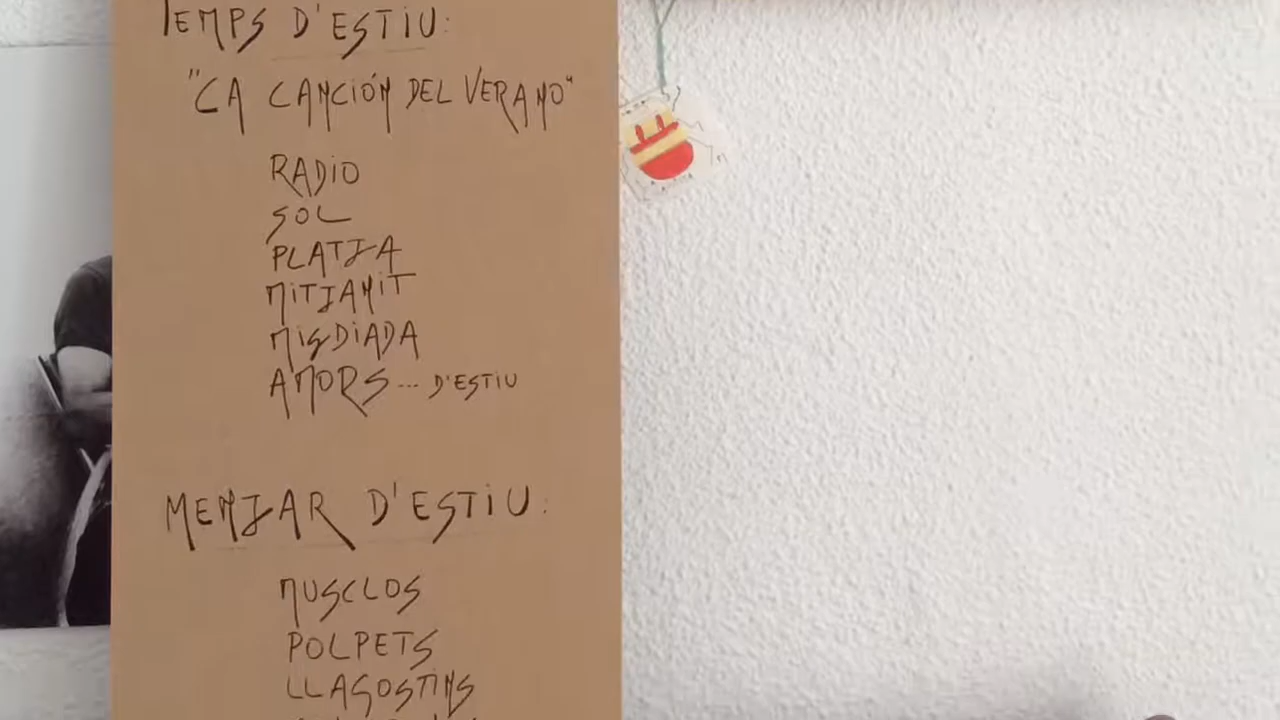 TEMPS D'ESTIU:
"LA CANCIÓN DEL VERANO"
RADIO
SOL
PLATJA
MITJANIT
MIGDIADA
AMORS... D'ESTIU
MENJAR D'ESTIU:
MUSCLOS
POLPETS
LLAGOSTINS